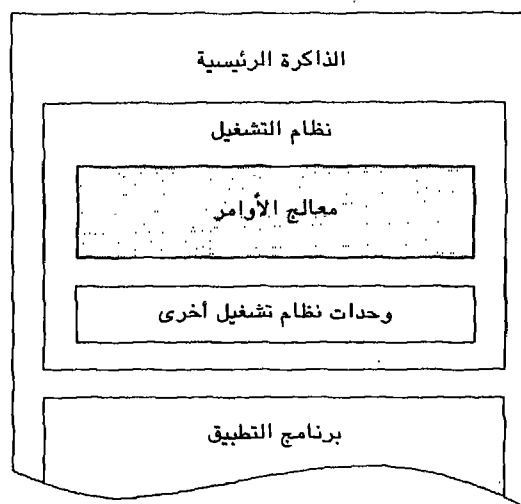 الذاكرة الرئيسية
نظام التشغيل
معالج الأوامر
وحدات نظام تشغيل أخرى
برنامج التطبيق